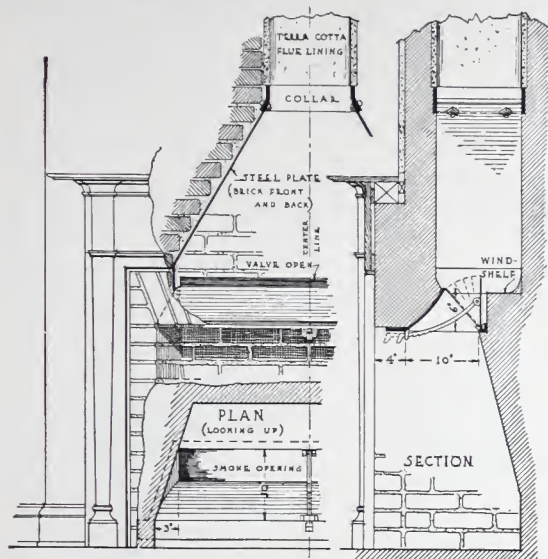 TERRA COTTA
FLUE LINING
COLLAR
STEEL PLATE
(BRICK FRONT
AND BACK)
CENTER
LINE
VALVE OPEN
WIND-
SHELF
6"
4"
10"
PLAN
(LOOKING UP)
SMOKE OPENING
3"
SECTION